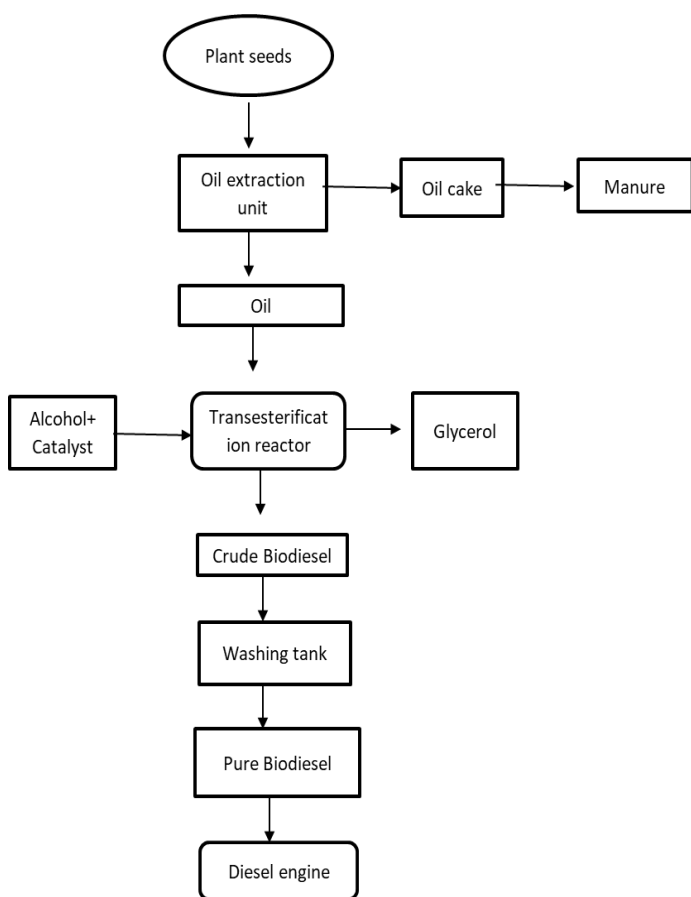 Plant seeds
Oil extraction
unit
Oil cake
Manure
Oil
Alcohol+
Catalyst
Transesterificat
ion reactor
Glycerol
Crude Biodiesel
Washing tank
Pure Biodiesel
Diesel engine